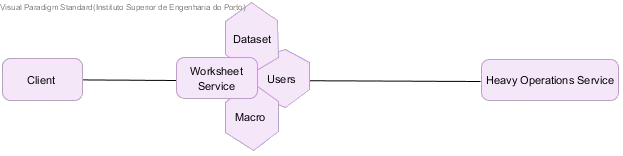 Visual Paradigm Standard(Instituto Superior de Engenharia do Porto)
Dataset
Client
Worksheet
Service
Users
Heavy Operations Service
Macro